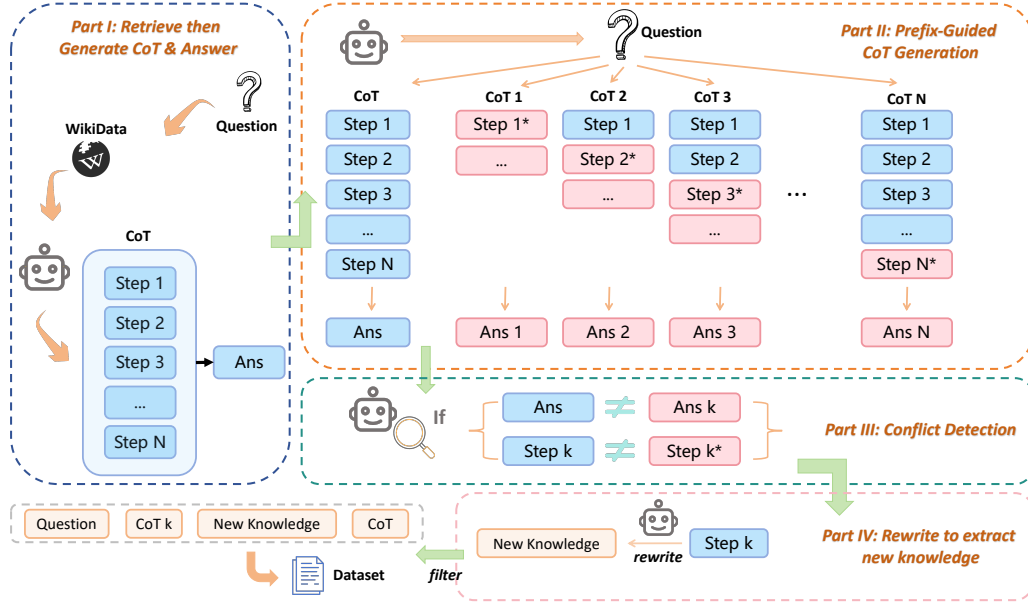 Part I: Retrieve then
Generate CoT & Answer
Question
WikiData
W
CoT
Step 1
Step 2
Step 3
...
Step N
Ans
Part II: Prefix-Guided
CoT Generation
Question
CoT
Step 1
Step 2
Step 3
...
Step N
Ans
CoT 1
Step 1*
...
Ans 1
CoT 2
Step 1
Step 2*
...
Ans 2
CoT 3
Step 1
Step 2
Step 3*
...
Ans 3
...
CoT N
Step 1
Step 2
Step 3
...
Step N*
Ans N
Part III: Conflict Detection
If
Ans ≠ Ans k
Step k ≠ Step k*
Part IV: Rewrite to extract
new knowledge
Step k
rewrite
New Knowledge
filter
Question CoT k New Knowledge CoT
Dataset